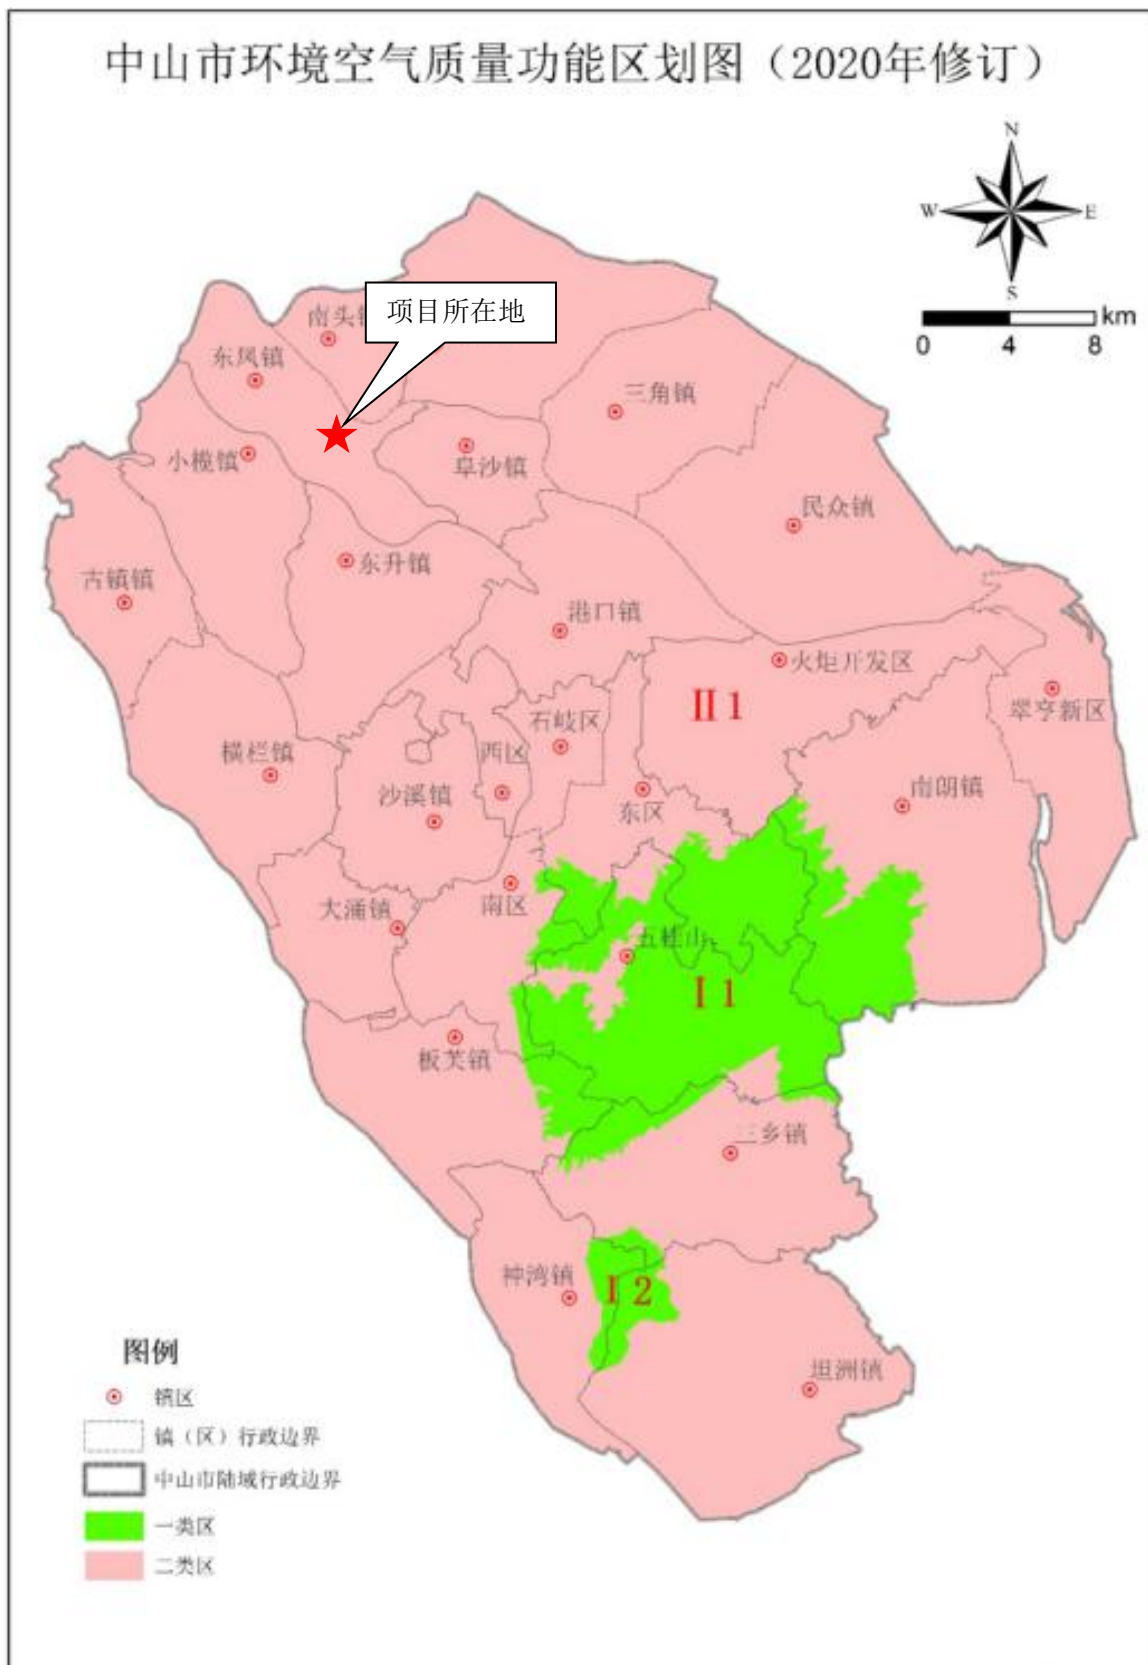 中山市环境空气质量功能区划图（2020年修订）
N
W
E
S
km
0 4 8
项目所在地
南头
东凤镇
三角镇
小榄镇
阜沙镇
民众镇
东升镇
古镇镇
港口镇
火炬开发区
II 1
翠亨新区
石岐区
横栏镇
西区
沙溪镇
东区
南朗镇
南区
大涌镇
五桂山
I 1
板芙镇
三乡镇
神湾镇
I 2
坦洲镇
图例
镇区
镇（区）行政边界
中山市陆域行政边界
一类区
二类区